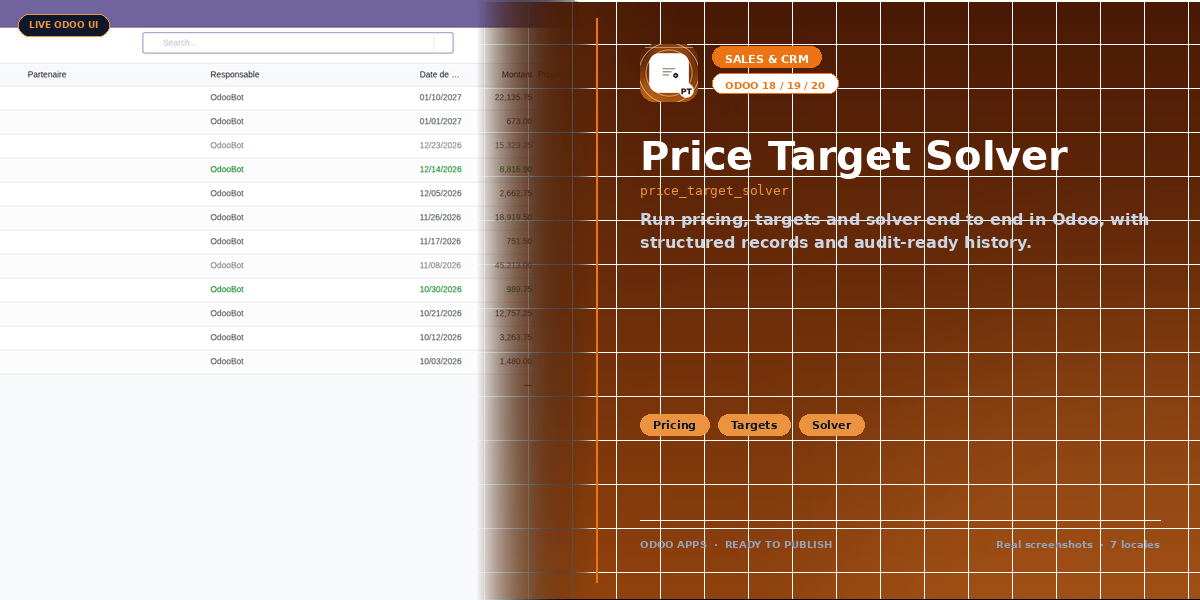 LIVE ODOO UI
Search...
Partenaire Responsable Date de ... Montant
OdooBot 01/10/2027 22,135.75
OdooBot 01/01/2027 673.00
OdooBot 12/23/2026 15,329.25
OdooBot 12/14/2026 8,816.90
OdooBot 12/05/2026 2,662.75
OdooBot 11/26/2026 18,919.50
OdooBot 11/17/2026 751.50
OdooBot 11/08/2026 45,213.00
OdooBot 10/30/2026 989.75
OdooBot 10/21/2026 12,757.25
OdooBot 10/12/2026 3,263.75
OdooBot 10/03/2026 1,480.00
—
PT
SALES & CRM
ODOO 18 / 19 / 20
Price Target Solver
price_target_solver
Run pricing, targets and solver end to end in Odoo, with
structured records and audit-ready history.
Pricing Targets Solver
ODOO APPS · READY TO PUBLISH
Real screenshots · 7 locales